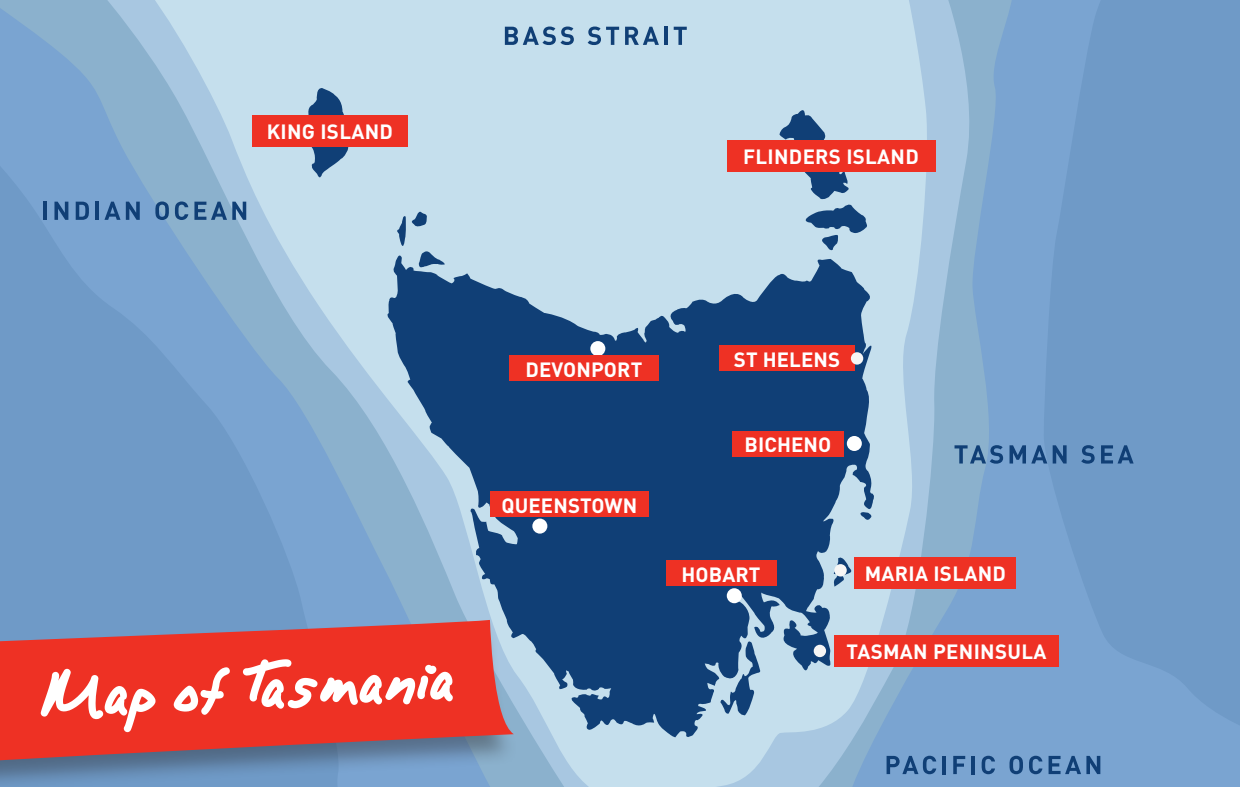 BASS STRAIT
KING ISLAND
FLINDERS ISLAND
INDIAN OCEAN
DEVONPORT
ST HELENS
BICHENO
TASMAN SEA
QUEENSTOWN
HOBART
MARIA ISLAND
TASMAN PENINSULA
Map of Tasmania
PACIFIC OCEAN